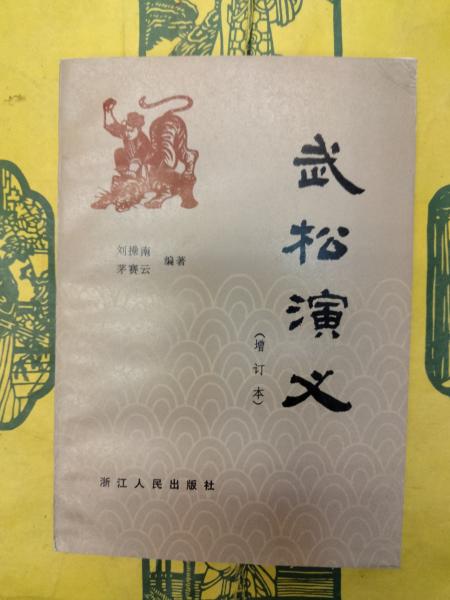 武松演义
（增订本）
刘操南
茅赛云
编著
浙江人民出版社